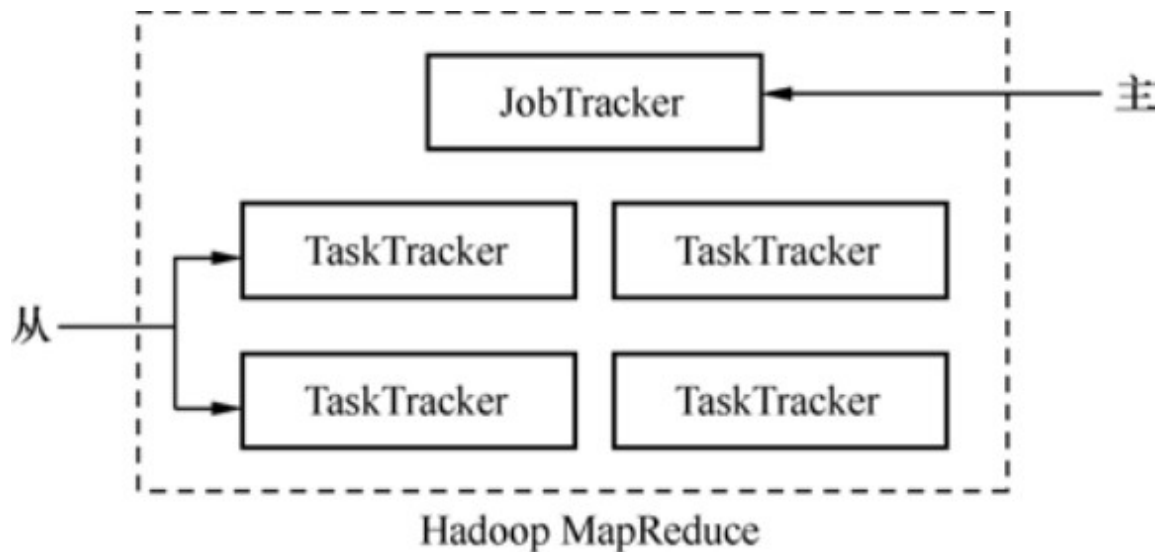 JobTracker
主
TaskTracker
TaskTracker
从
TaskTracker
TaskTracker
Hadoop MapReduce